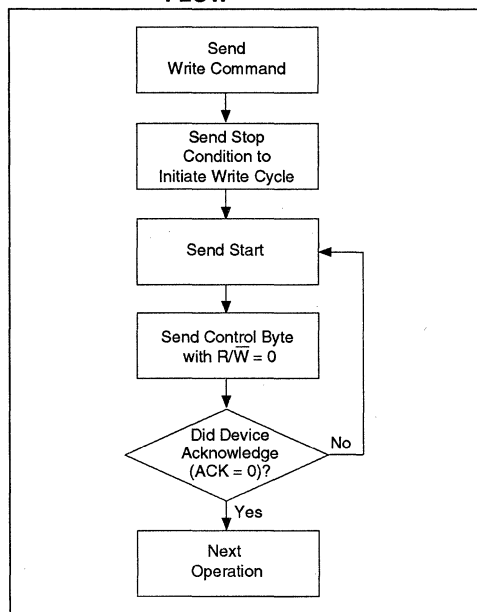 FLOW
Send
Write Command
Send Stop
Condition to
Initiate Write Cycle
Send Start
Send Control Byte
with R/W̅ = 0
Did Device
Acknowledge
(ACK = 0)?
No
Yes
Next
Operation